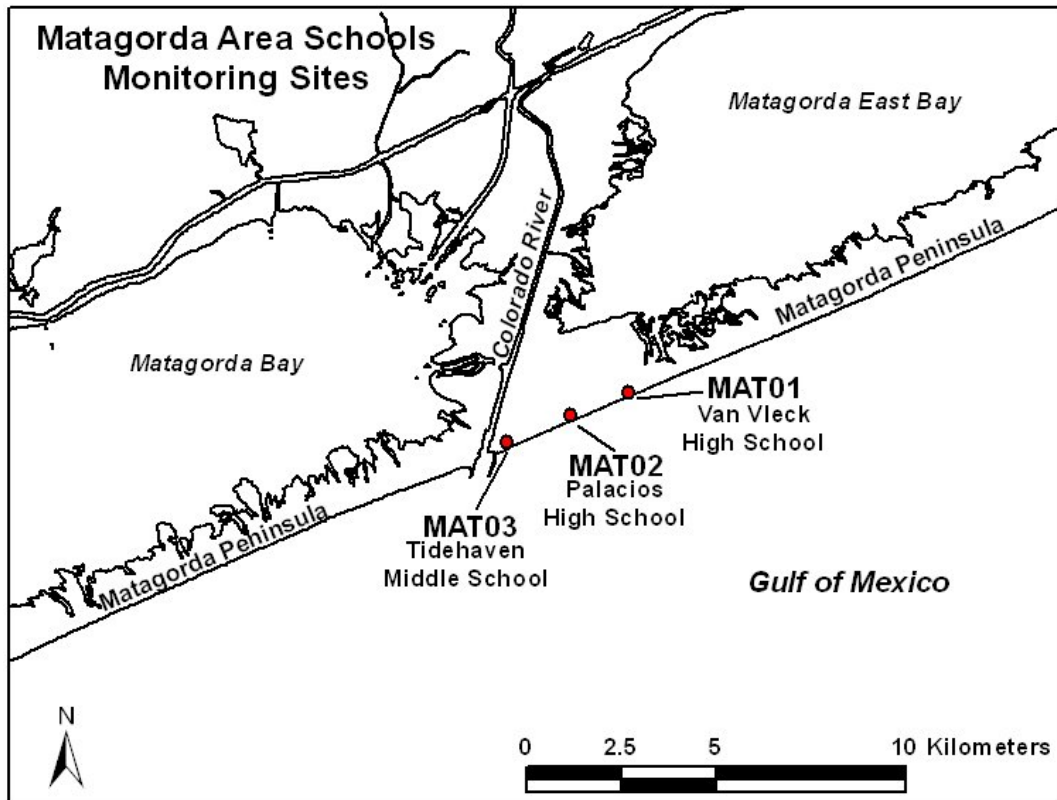 Matagorda Area Schools
Monitoring Sites
Matagorda East Bay
Colorado River
Matagorda Peninsula
Matagorda Bay
MAT01
Van Vleck
High School
MAT02
Palacios
High School
MAT03
Tidehaven
Middle School
Matagorda Peninsula
Gulf of Mexico
N
0 2.5 5 10 Kilometers